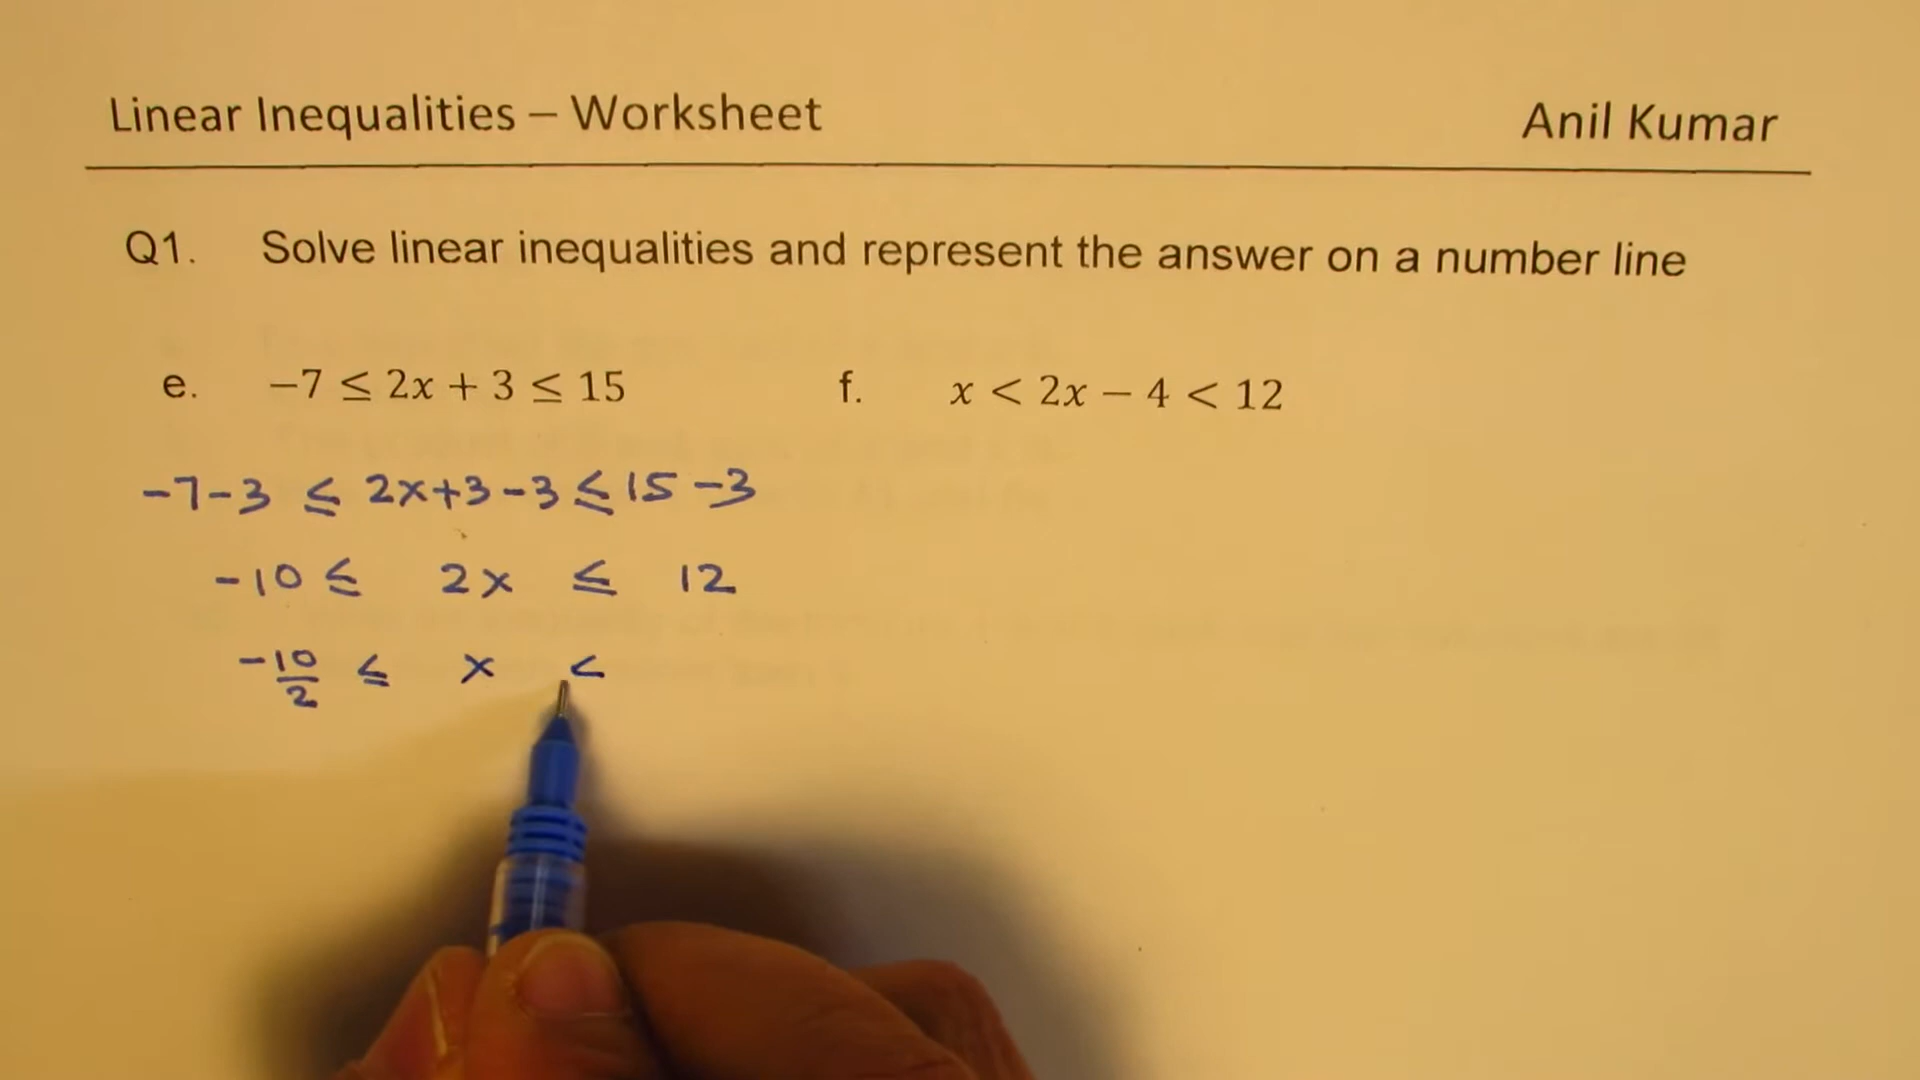 Linear Inequalities – Worksheet Anil Kumar
Q1. Solve linear inequalities and represent the answer on a number line
e. −7 ≤ 2x + 3 ≤ 15 f. x < 2x − 4 < 12
-7-3 ≤ 2x+3-3 ≤ 15-3
-10 ≤ 2x ≤ 12
-10/2 ≤ x <